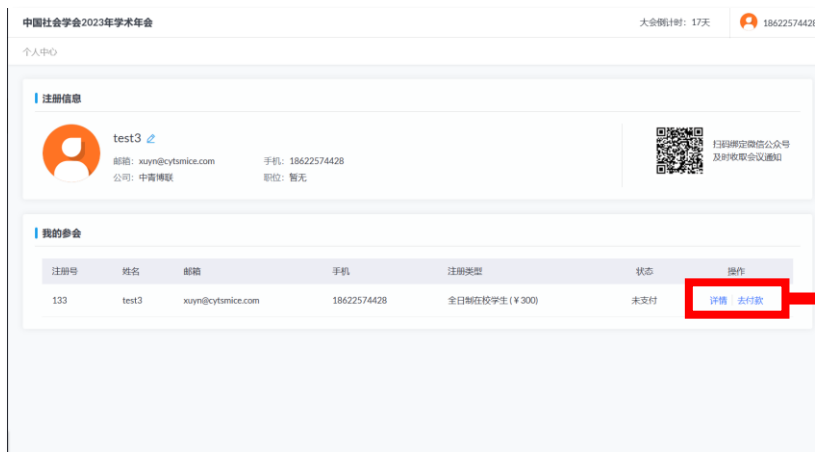 中国社会学会2023年学术年会
大会倒计时：17天
18622574428
个人中心
注册信息
test3
邮箱：xuyn@cytsmice.com
手机：18622574428
公司：中青博联
职位：暂无
扫码绑定微信公众号
及时收取会议通知
我的参会
注册号 姓名 邮箱 手机 注册类型 状态 操作
133 test3 xuyn@cytsmice.com 18622574428 全日制在校学生(￥300) 未支付 详情 去付款